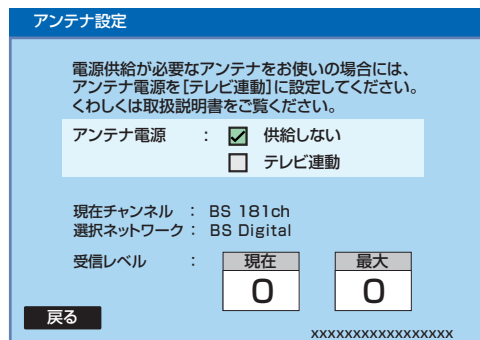 アンテナ設定
電源供給が必要なアンテナをお使いの場合には、
アンテナ電源を[テレビ連動]に設定してください。
くわしくは取扱説明書をご覧ください。
アンテナ電源 : 供給しない
テレビ連動
現在チャンネル : BS 181ch
選択ネットワーク : BS Digital
受信レベル : 現在 最大
0 0
戻る
xxxxxxxxxxxxxxxxx